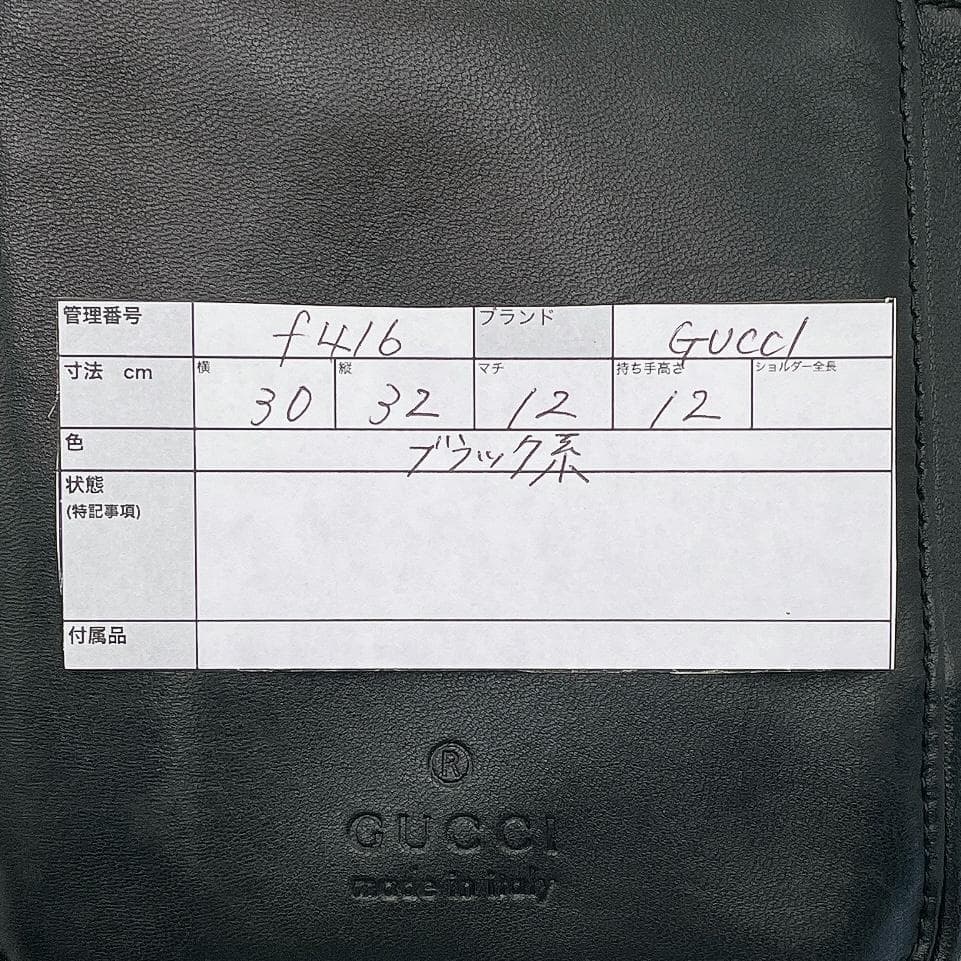 管理番号 f416 ブランド GUCCI
寸法 cm 横 30 縦 32 マチ 12 持ち手高さ 12 ショルダー全長
色 ブラック系
状態
(特記事項)
付属品
®
GUCCI
made in italy